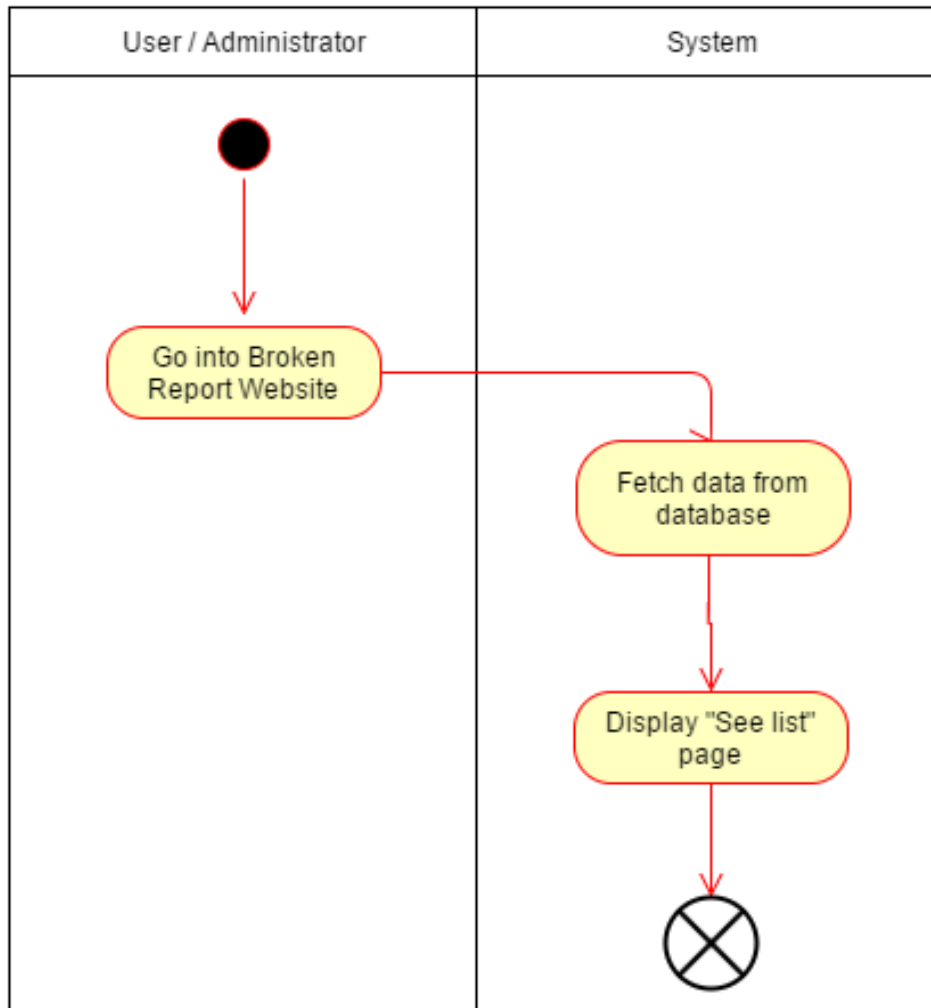 User / Administrator
System
Go into Broken
Report Website
Fetch data from
database
Display "See list"
page